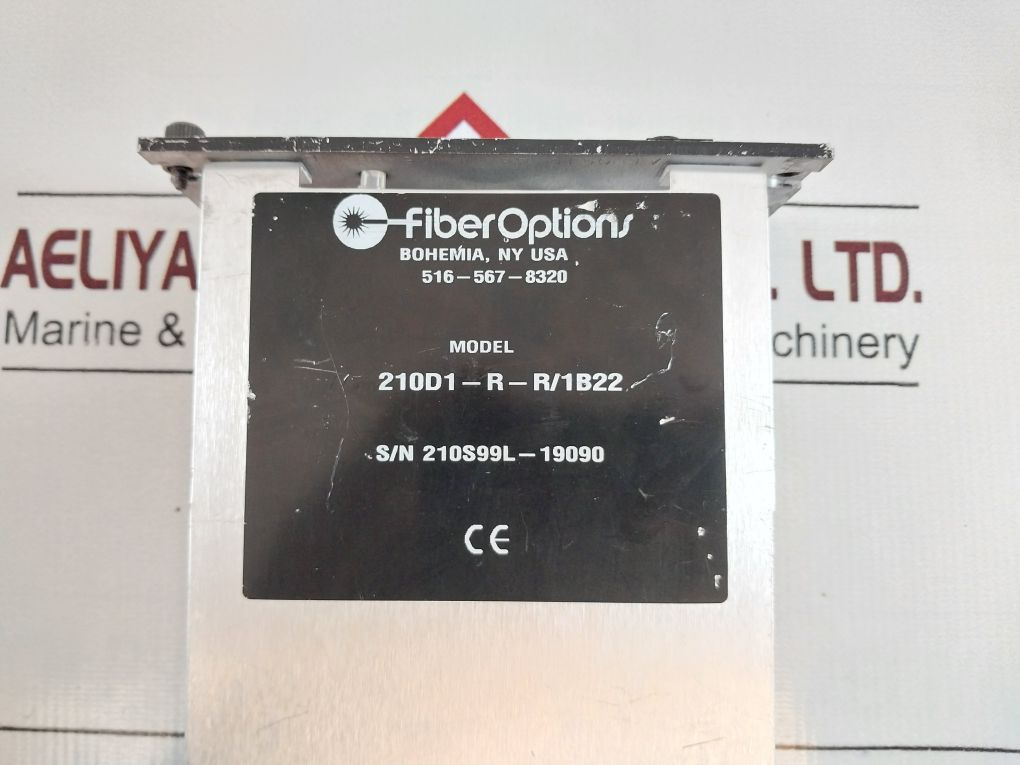 FiberOptions
BOHEMIA, NY USA
516-567-8320
MODEL
210D1-R-R/1B22
S/N 210S99L-19090
CE
AELIYA LTD.
Marine & chinery